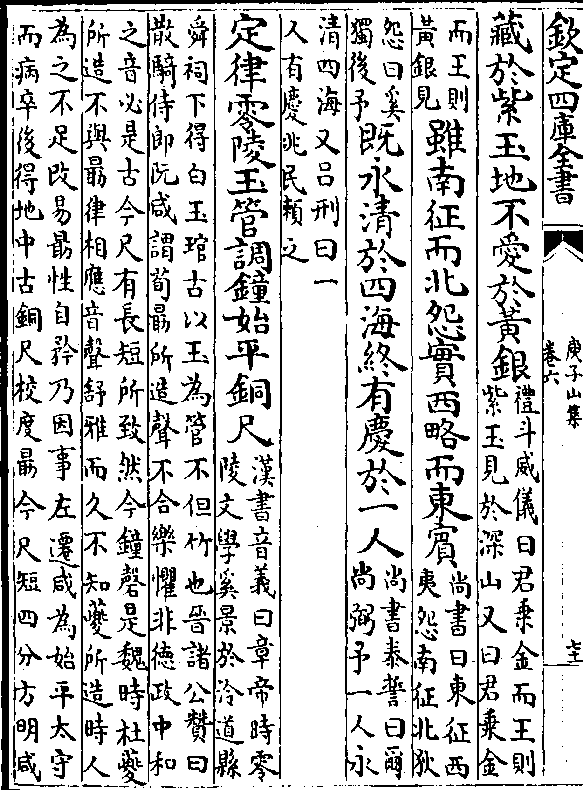 欽定四庫全書
庾子山集
卷六
藏於紫玉地不愛於黃銀
禮斗威儀曰君乘金而王則
紫玉見於深山又曰君乘金
而王則
黃銀見
雖南征而北怨實西略而東賓
尚書曰東征西
夷怨南征北狄
怨曰奚
獨後予
既永清於四海終有慶於一人
尚書泰誓曰爾
尚弼予一人永
清四海又呂刑曰一
人有慶兆民賴之
定律零陵玉管調鐘始平銅尺
漢書音義曰章帝時零
陵文學奚景於泠道縣
舜祠下得白玉琯古以玉為管不但竹也晉諸公贊曰
散騎侍郎阮咸謂荀勗所造聲不合樂懼非德政中和
之音必是古今尺有長短所致然今鐘磬是魏時杜夔
所造不與勗律相應音聲舒雅而久不知夔所造時人
為之不足改易勗性自矜乃因事左遷咸為始平太守
而病卒後得地中古銅尺校度勗今尺短四分方明咸